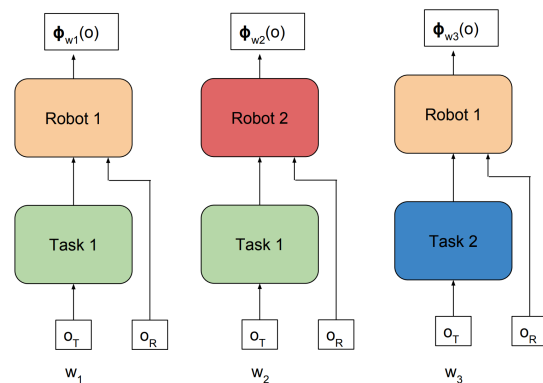 ϕw1(o)
ϕw2(o)
ϕw3(o)
Robot 1
Robot 2
Robot 1
Task 1
Task 1
Task 2
oT
oR
oT
oR
oT
oR
w1
w2
w3